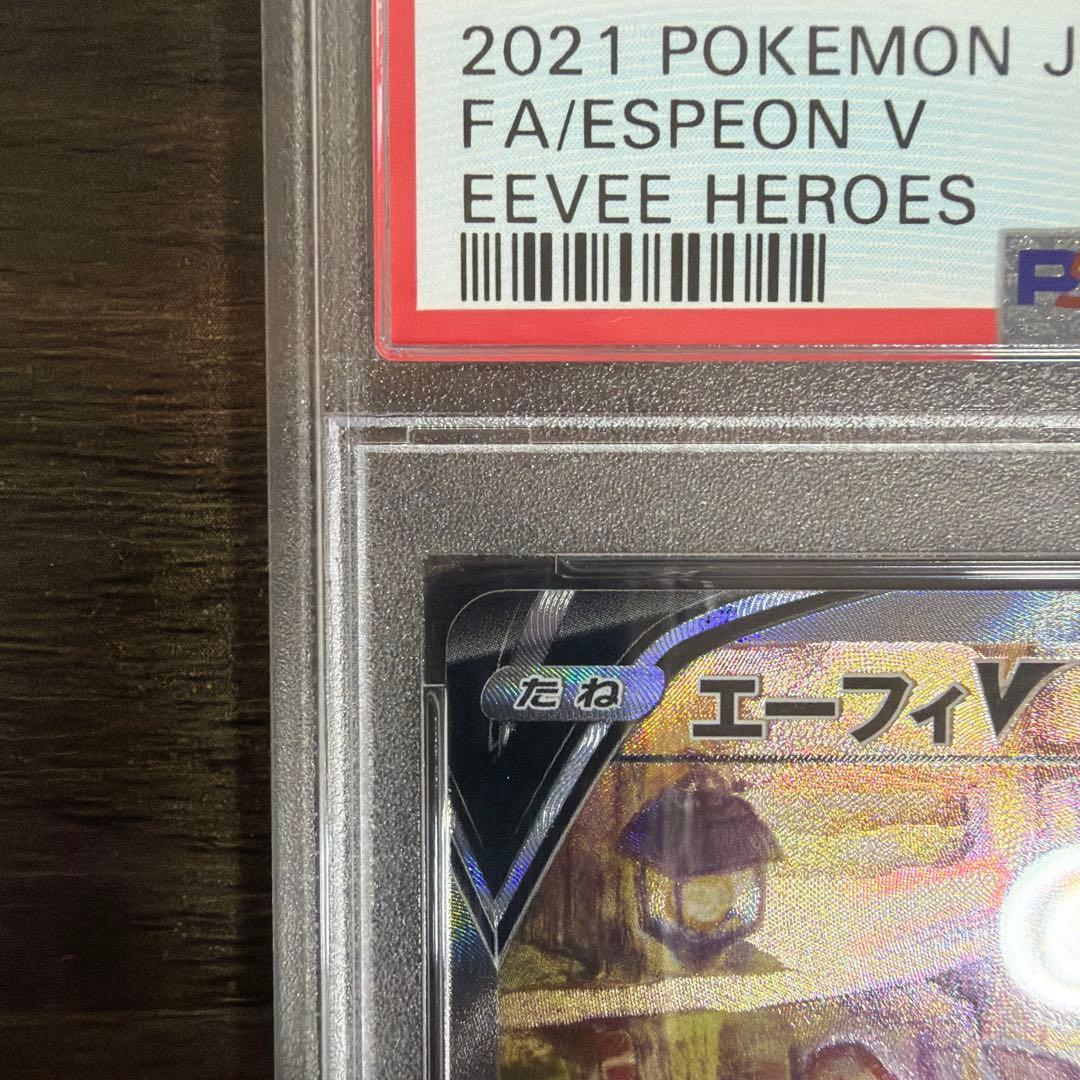 2021 POKEMON J
FA/ESPEON V
EEVEE HEROES
たね
エーフィV